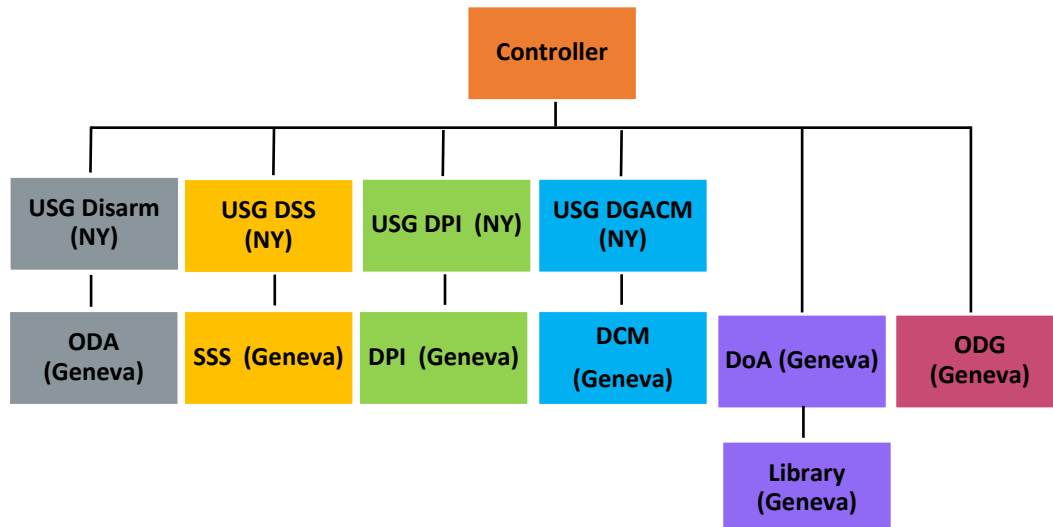 Controller
USG Disarm
(NY)
USG DSS
(NY)
USG DPI  (NY)
USG DGACM
(NY)
ODA
(Geneva)
SSS  (Geneva)
DPI  (Geneva)
DCM
(Geneva)
DoA (Geneva)
ODG
(Geneva)
Library
(Geneva)